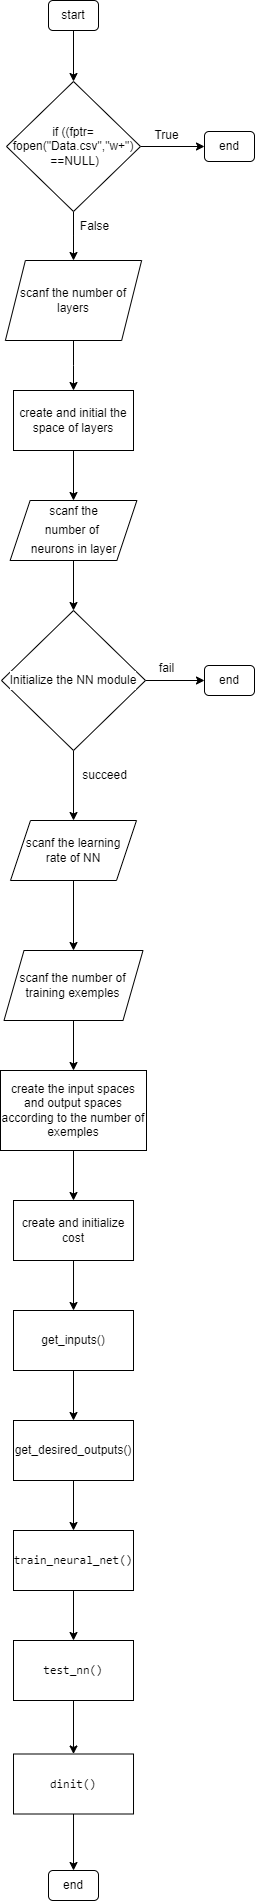 start
if ((fptr=
fopen("Data.csv","w+")
==NULL)
True
end
False
scanf the number of
layers
create and initial the
space of layers
scanf the
number of
neurons in layer
Initialize the NN module
fail
end
succeed
scanf the learning
rate of NN
scanf the number of
training exemples
create the input spaces
and output spaces
according to the number of
exemples
create and initialize
cost
get_inputs()
get_desired_outputs()
train_neural_net()
test_nn()
dinit()
end